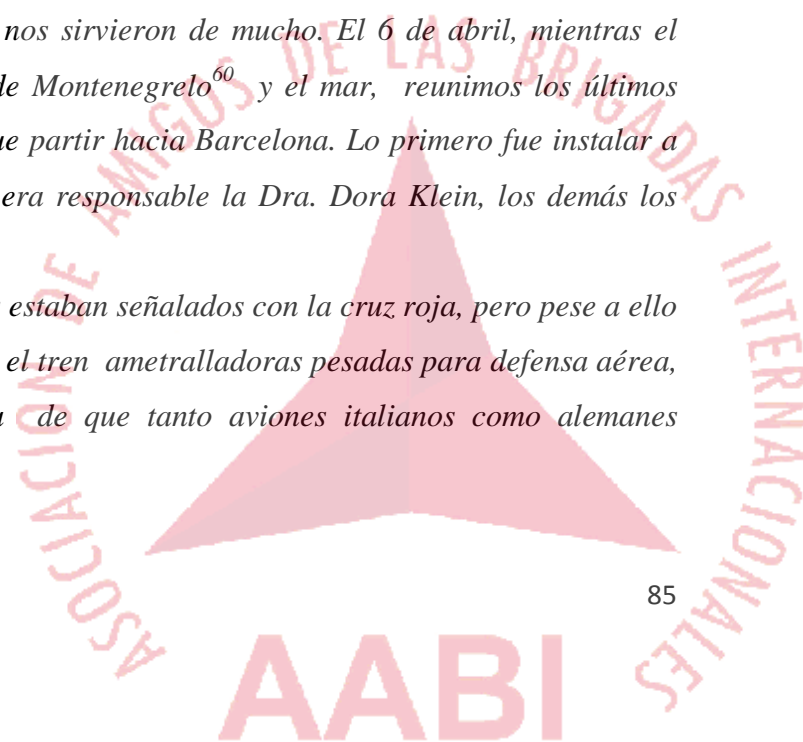 nos sirvieron de mucho. El 6 de abril, mientras el
de Montenegrelo60 y el mar, reunimos los últimos
ue partir hacia Barcelona. Lo primero fue instalar a
era responsable la Dra. Dora Klein, los demás los
estaban señalados con la cruz roja, pero pese a ello
el tren ametralladoras pesadas para defensa aérea,
de que tanto aviones italianos como alemanes
85
ASOCIACION DE AMIGOS DE LAS BRIGADAS INTERNACIONALES
AABI